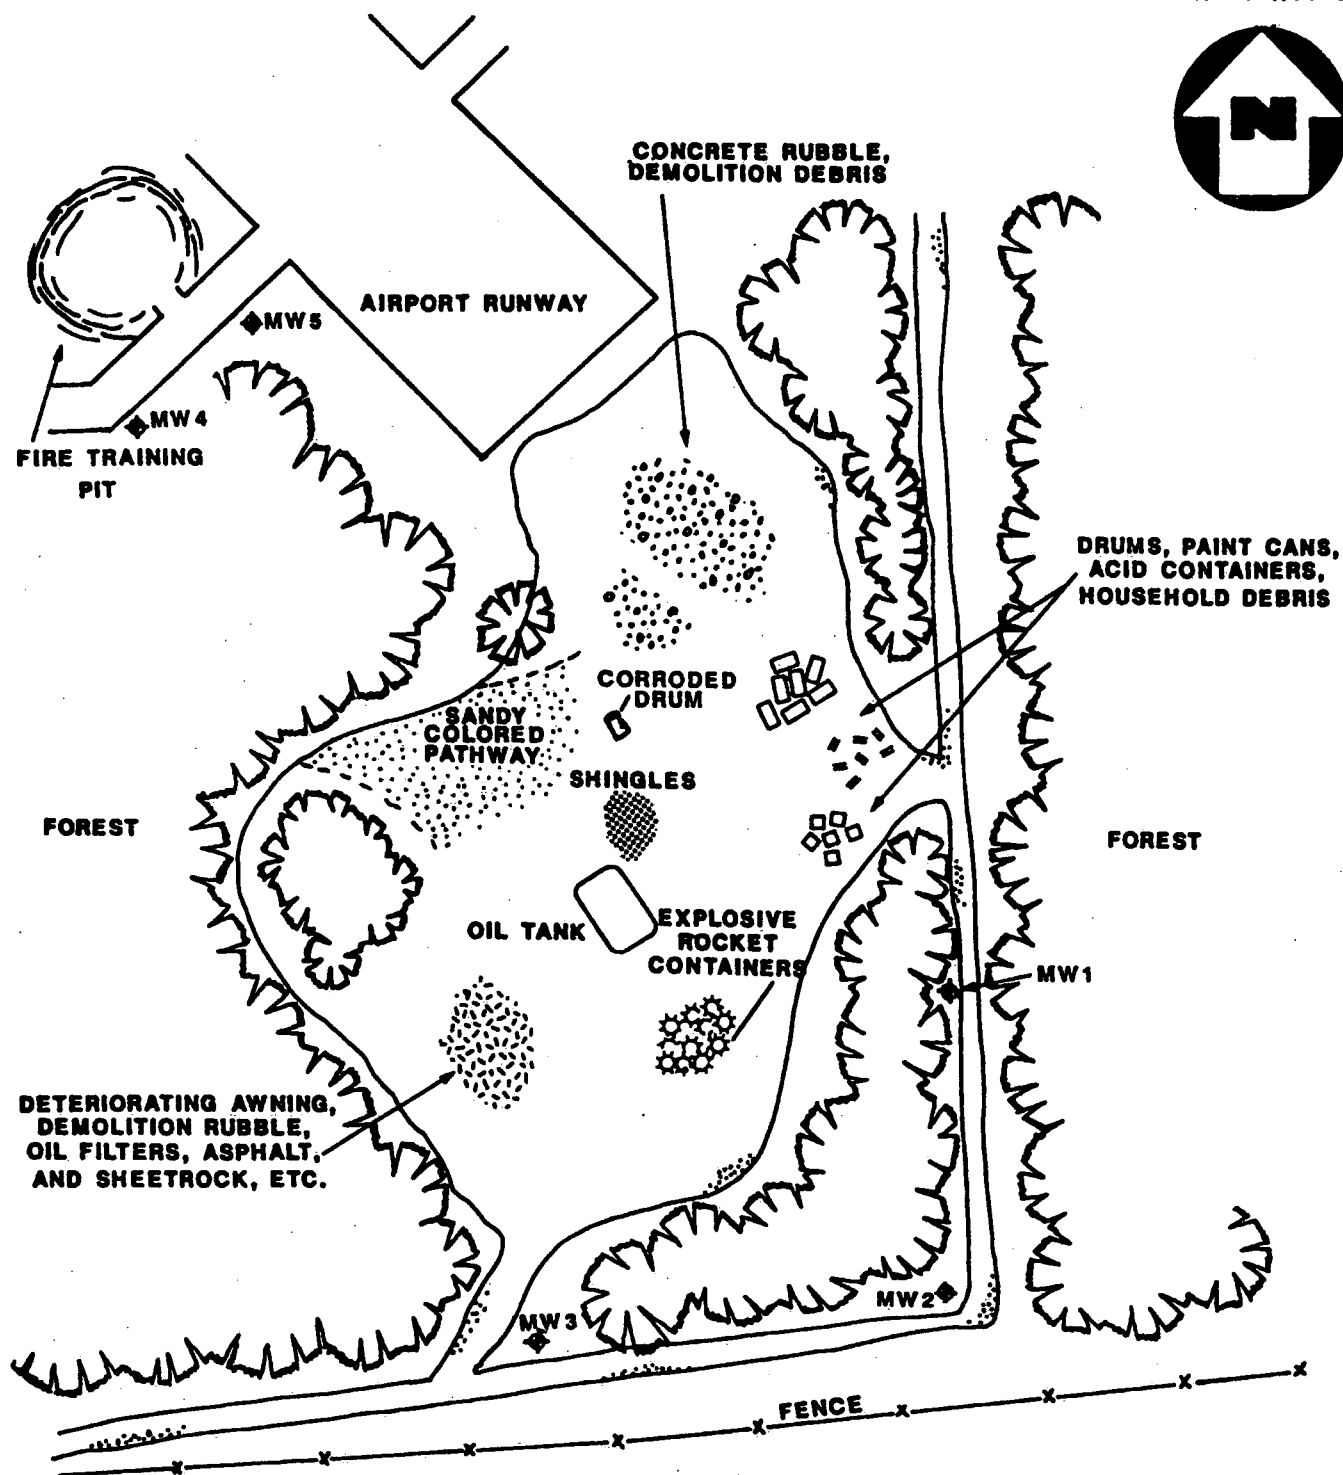 N
CONCRETE RUBBLE,
DEMOLITION DEBRIS
AIRPORT RUNWAY
MW5
MW4
FIRE TRAINING
PIT
DRUMS, PAINT CANS,
ACID CONTAINERS,
HOUSEHOLD DEBRIS
CORRODED
DRUM
SANDY
COLORED
PATHWAY
SHINGLES
FOREST
FOREST
OIL TANK
EXPLOSIVE
ROCKET
CONTAINERS
MW1
DETERIORATING AWNING,
DEMOLITION RUBBLE,
OIL FILTERS, ASPHALT,
AND SHEETROCK, ETC.
MW2
MW3
FENCE